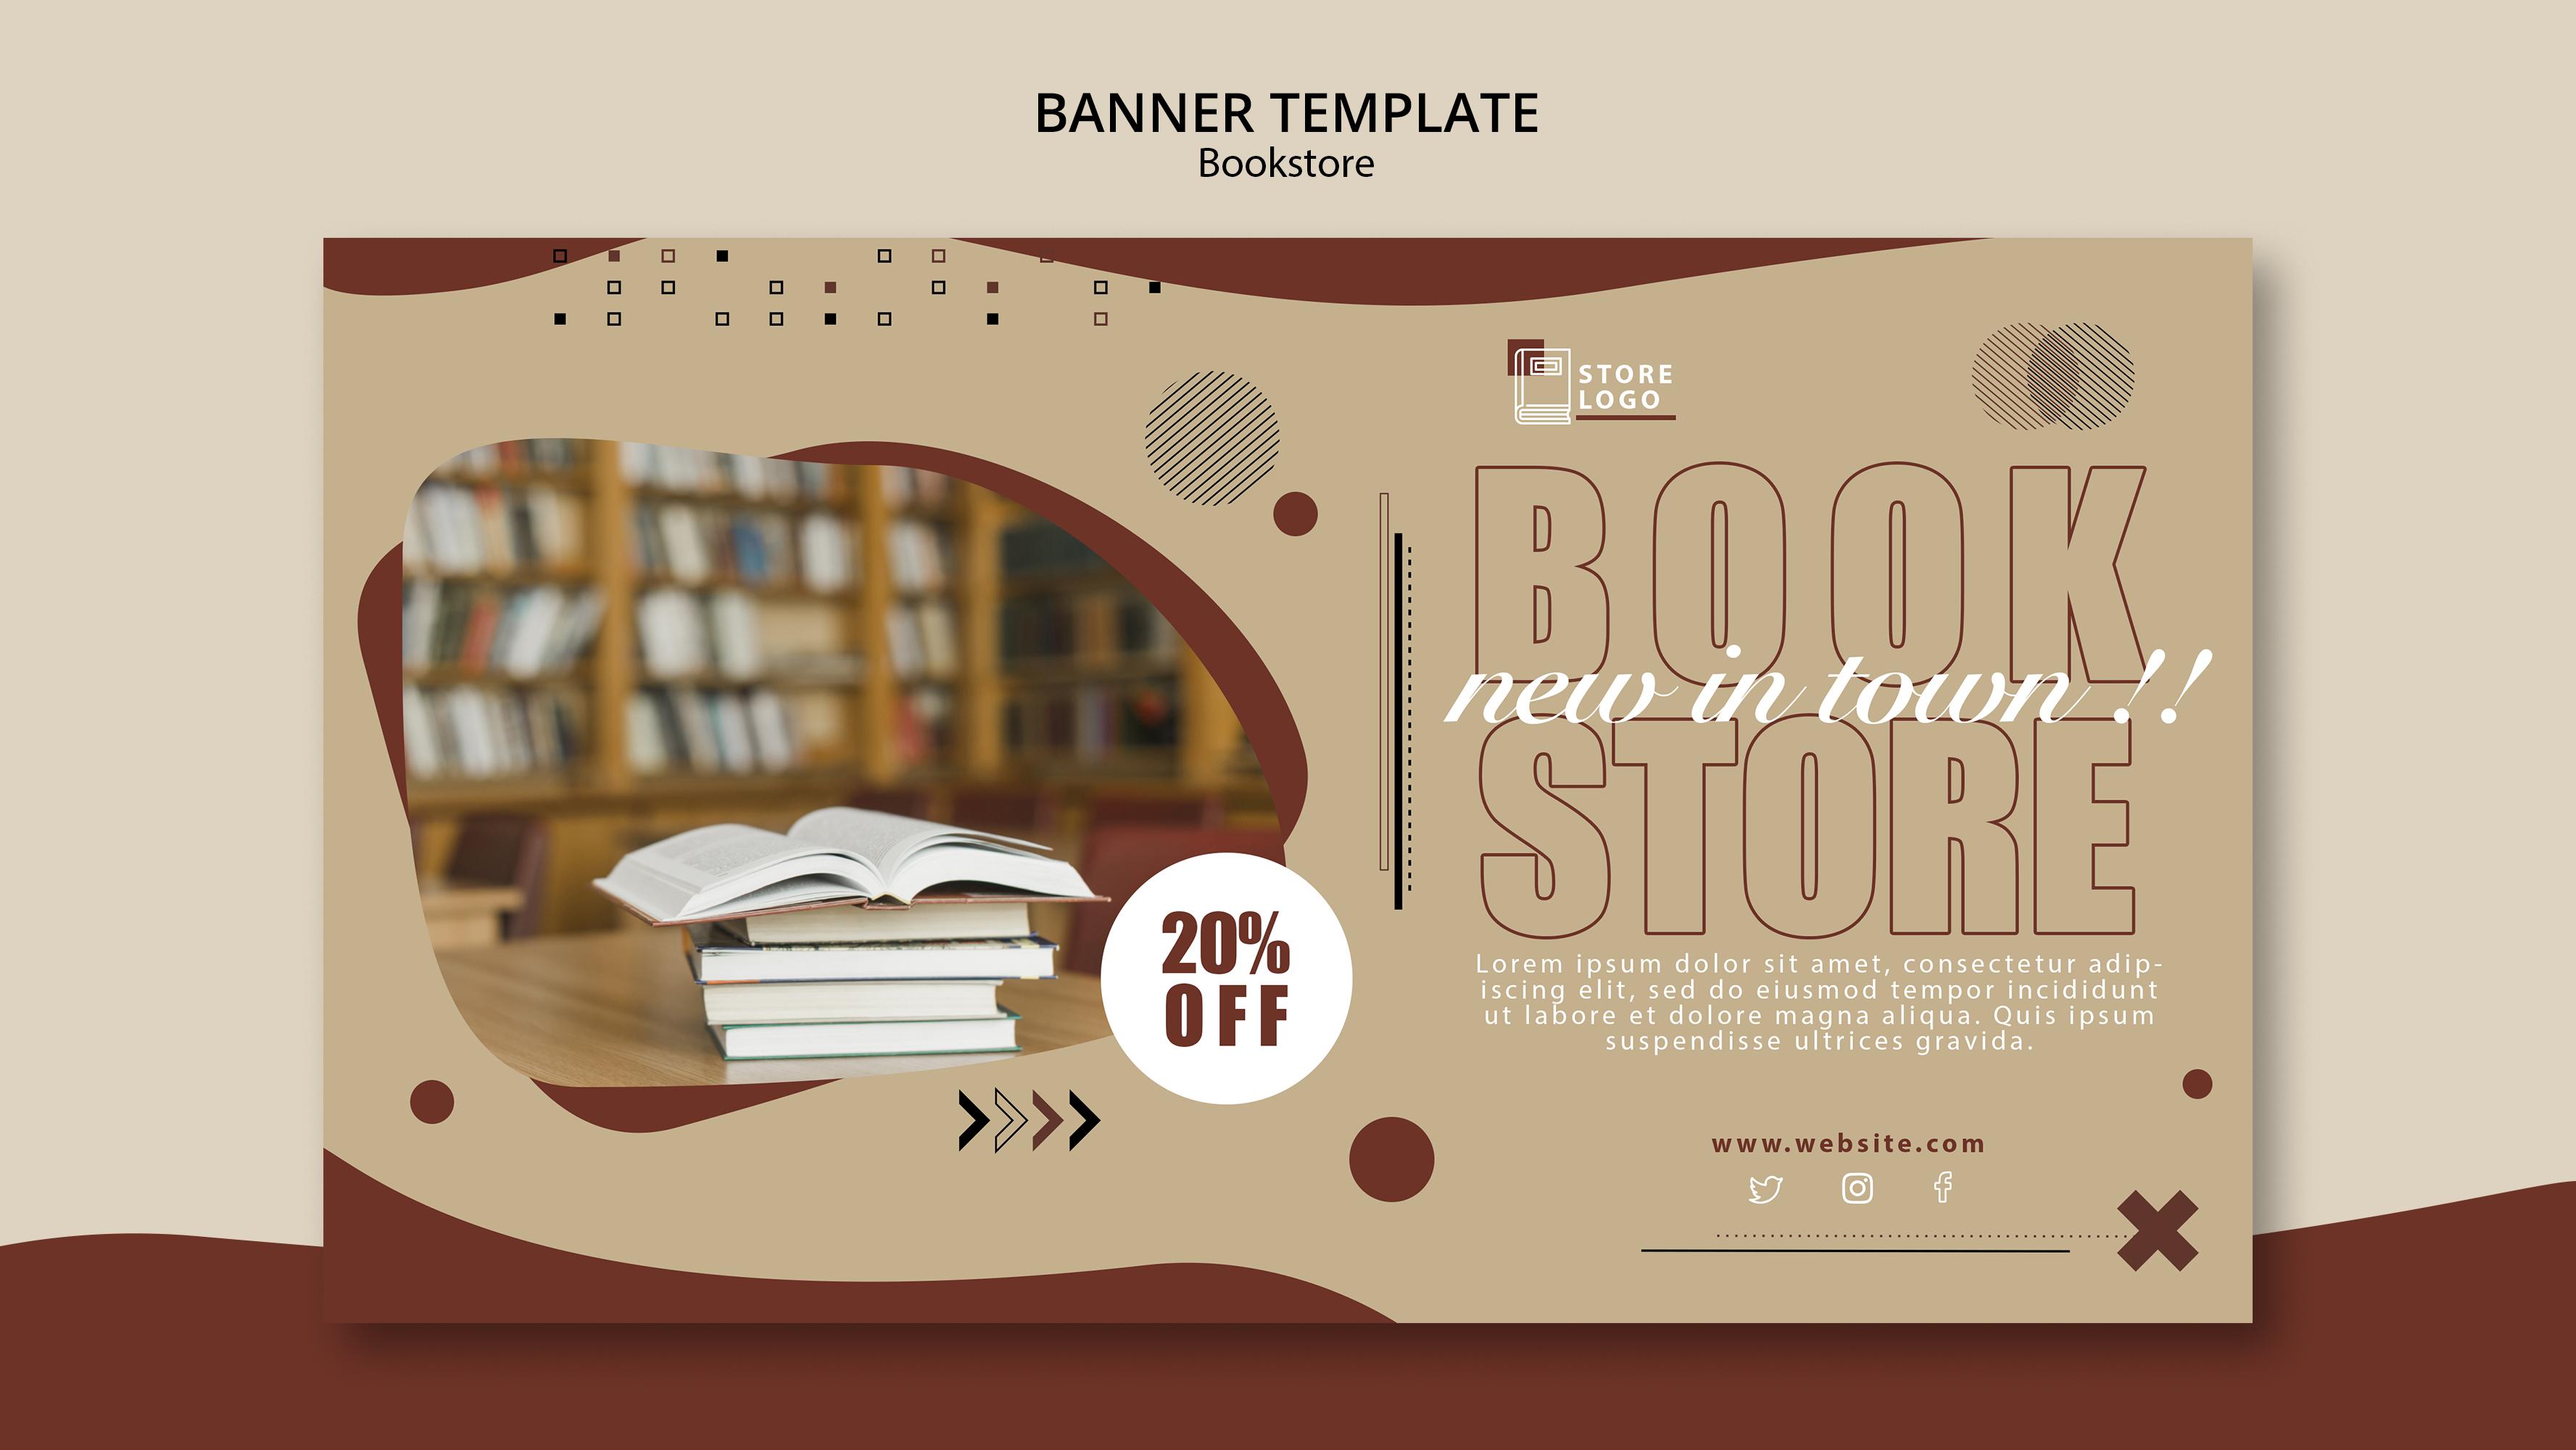 BANNER TEMPLATE
Bookstore
STORE
LOGO
BOOK
new in town !!
STORE
20%
OFF
Lorem ipsum dolor sit amet, consectetur adip-
iscing elit, sed do eiusmod tempor incididunt
ut labore et dolore magna aliqua. Quis ipsum
suspendisse ultrices gravida.
www.website.com